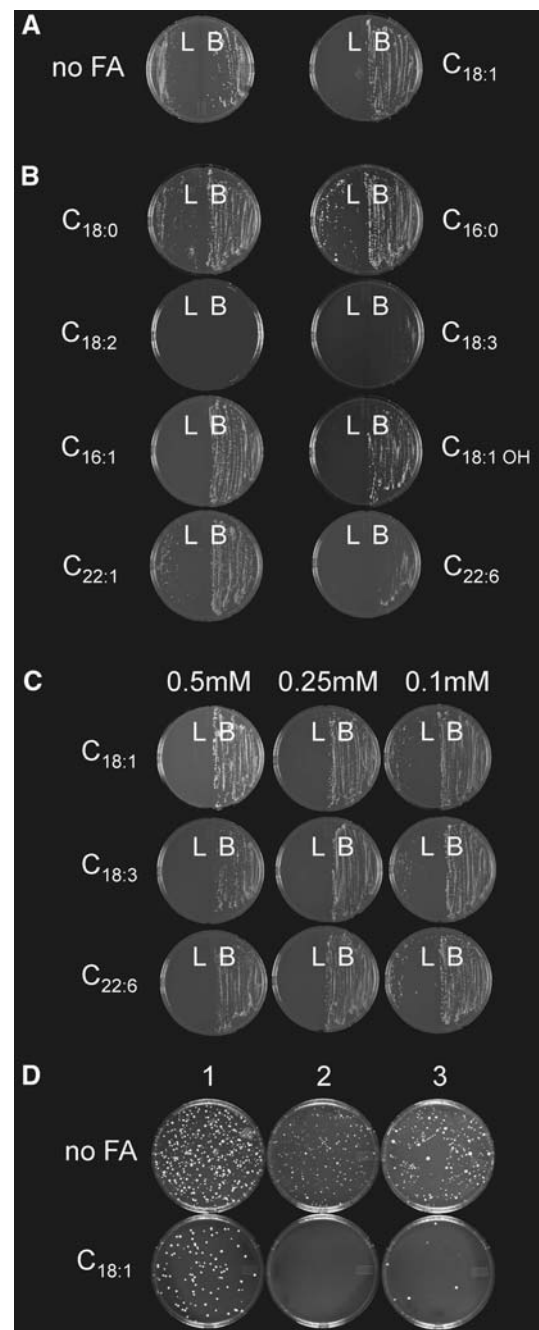 A
no FA L B L B C18:1
B
C18:0 L B L B C16:0
C18:2 L B L B C18:3
C16:1 L B L B C18:1 OH
C22:1 L B L B C22:6
C 0.5mM 0.25mM 0.1mM
C18:1 L B L B L B
C18:3 L B L B L B
C22:6 L B L B L B
D 1 2 3
no FA
C18:1